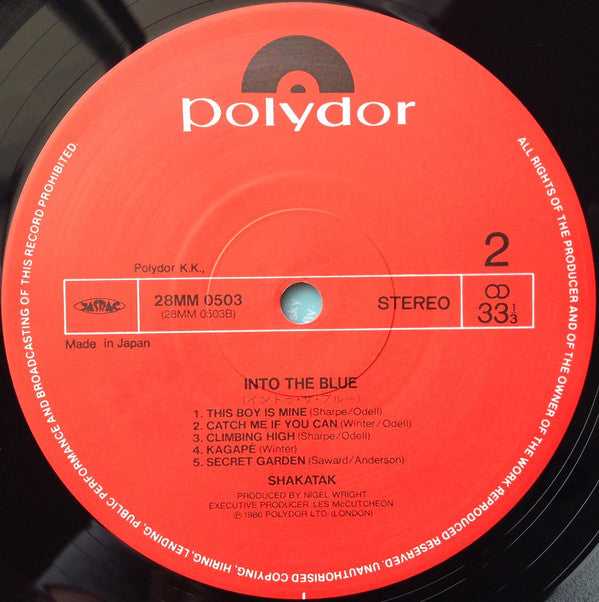 polydor
2
Polydor K.K.,
JASRAC
28MM 0503
(28MM 0503B)
STEREO
33⅓
Made in Japan
INTO THE BLUE
(イントゥ・ザ・ブルー)
1. THIS BOY IS MINE (Sharpe/Odell)
2. CATCH ME IF YOU CAN (Winter/Odell)
3. CLIMBING HIGH (Sharpe/Odell)
4. KAGAPÉ (Winter)
5. SECRET GARDEN (Saward/Anderson)
SHAKATAK
PRODUCED BY NIGEL WRIGHT
EXECUTIVE PRODUCER: LES McCUTCHEON
℗ 1986 POLYDOR LTD. (LONDON)
ALL RIGHTS OF THE PRODUCER AND OF THE OWNER OF THE WORK REPRODUCED RESERVED. UNAUTHORISED COPYING, HIRING, LENDING, PUBLIC PERFORMANCE AND BROADCASTING OF THIS RECORD PROHIBITED.
sky